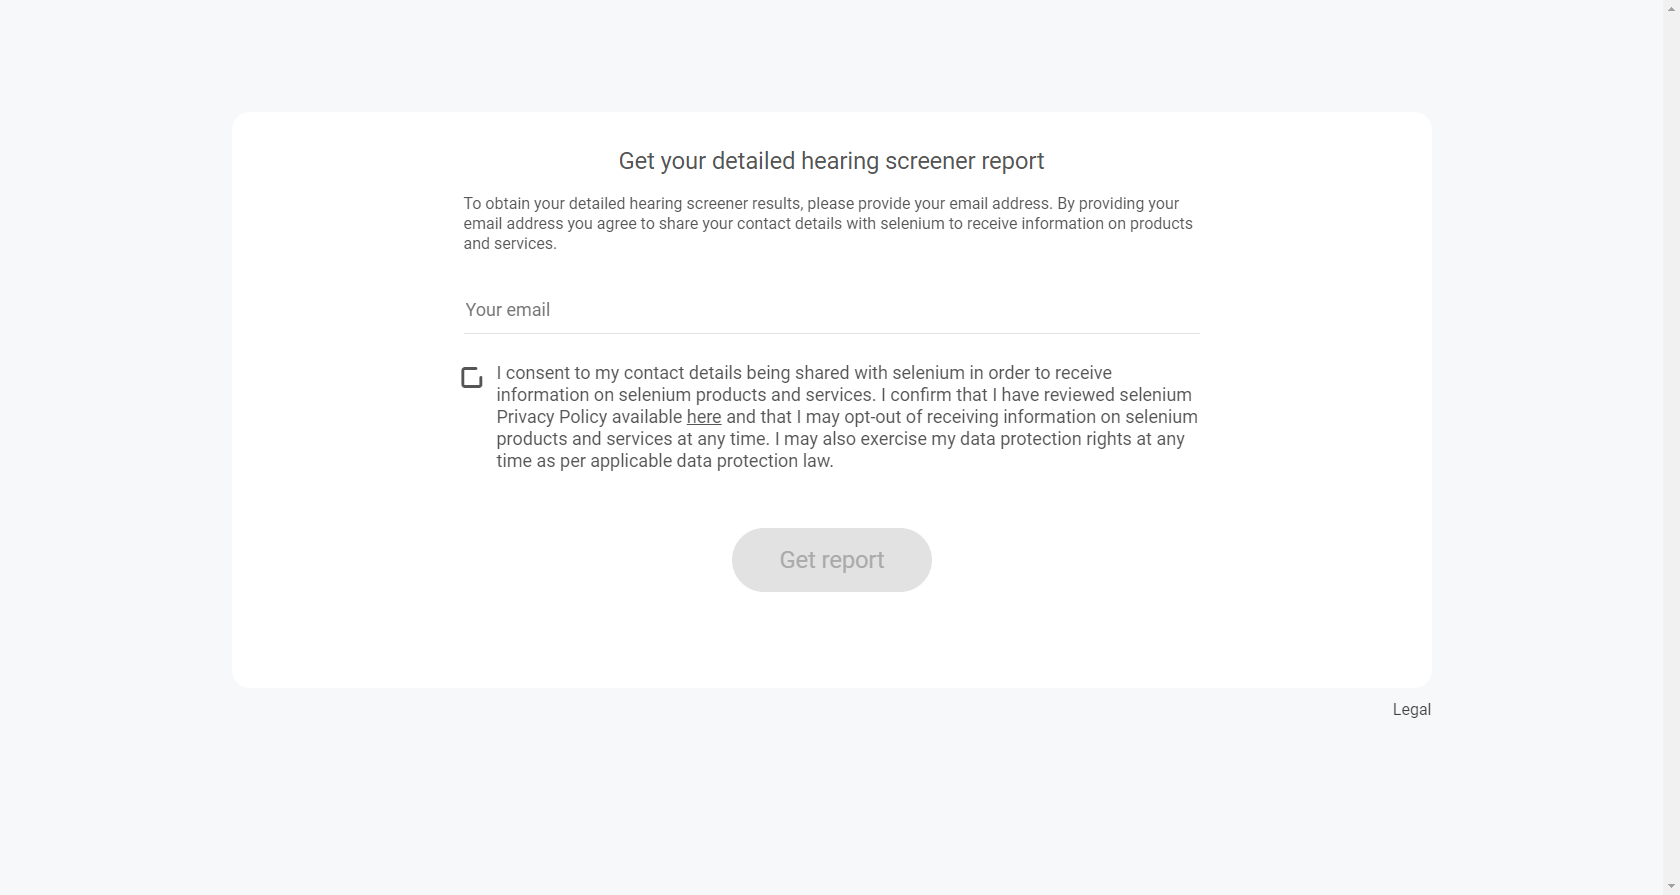 Get your detailed hearing screener report
To obtain your detailed hearing screener results, please provide your email address. By providing your
email address you agree to share your contact details with selenium to receive information on products
and services.
Your email
I consent to my contact details being shared with selenium in order to receive
information on selenium products and services. I confirm that I have reviewed selenium
Privacy Policy available here and that I may opt-out of receiving information on selenium
products and services at any time. I may also exercise my data protection rights at any
time as per applicable data protection law.
Get report
Legal